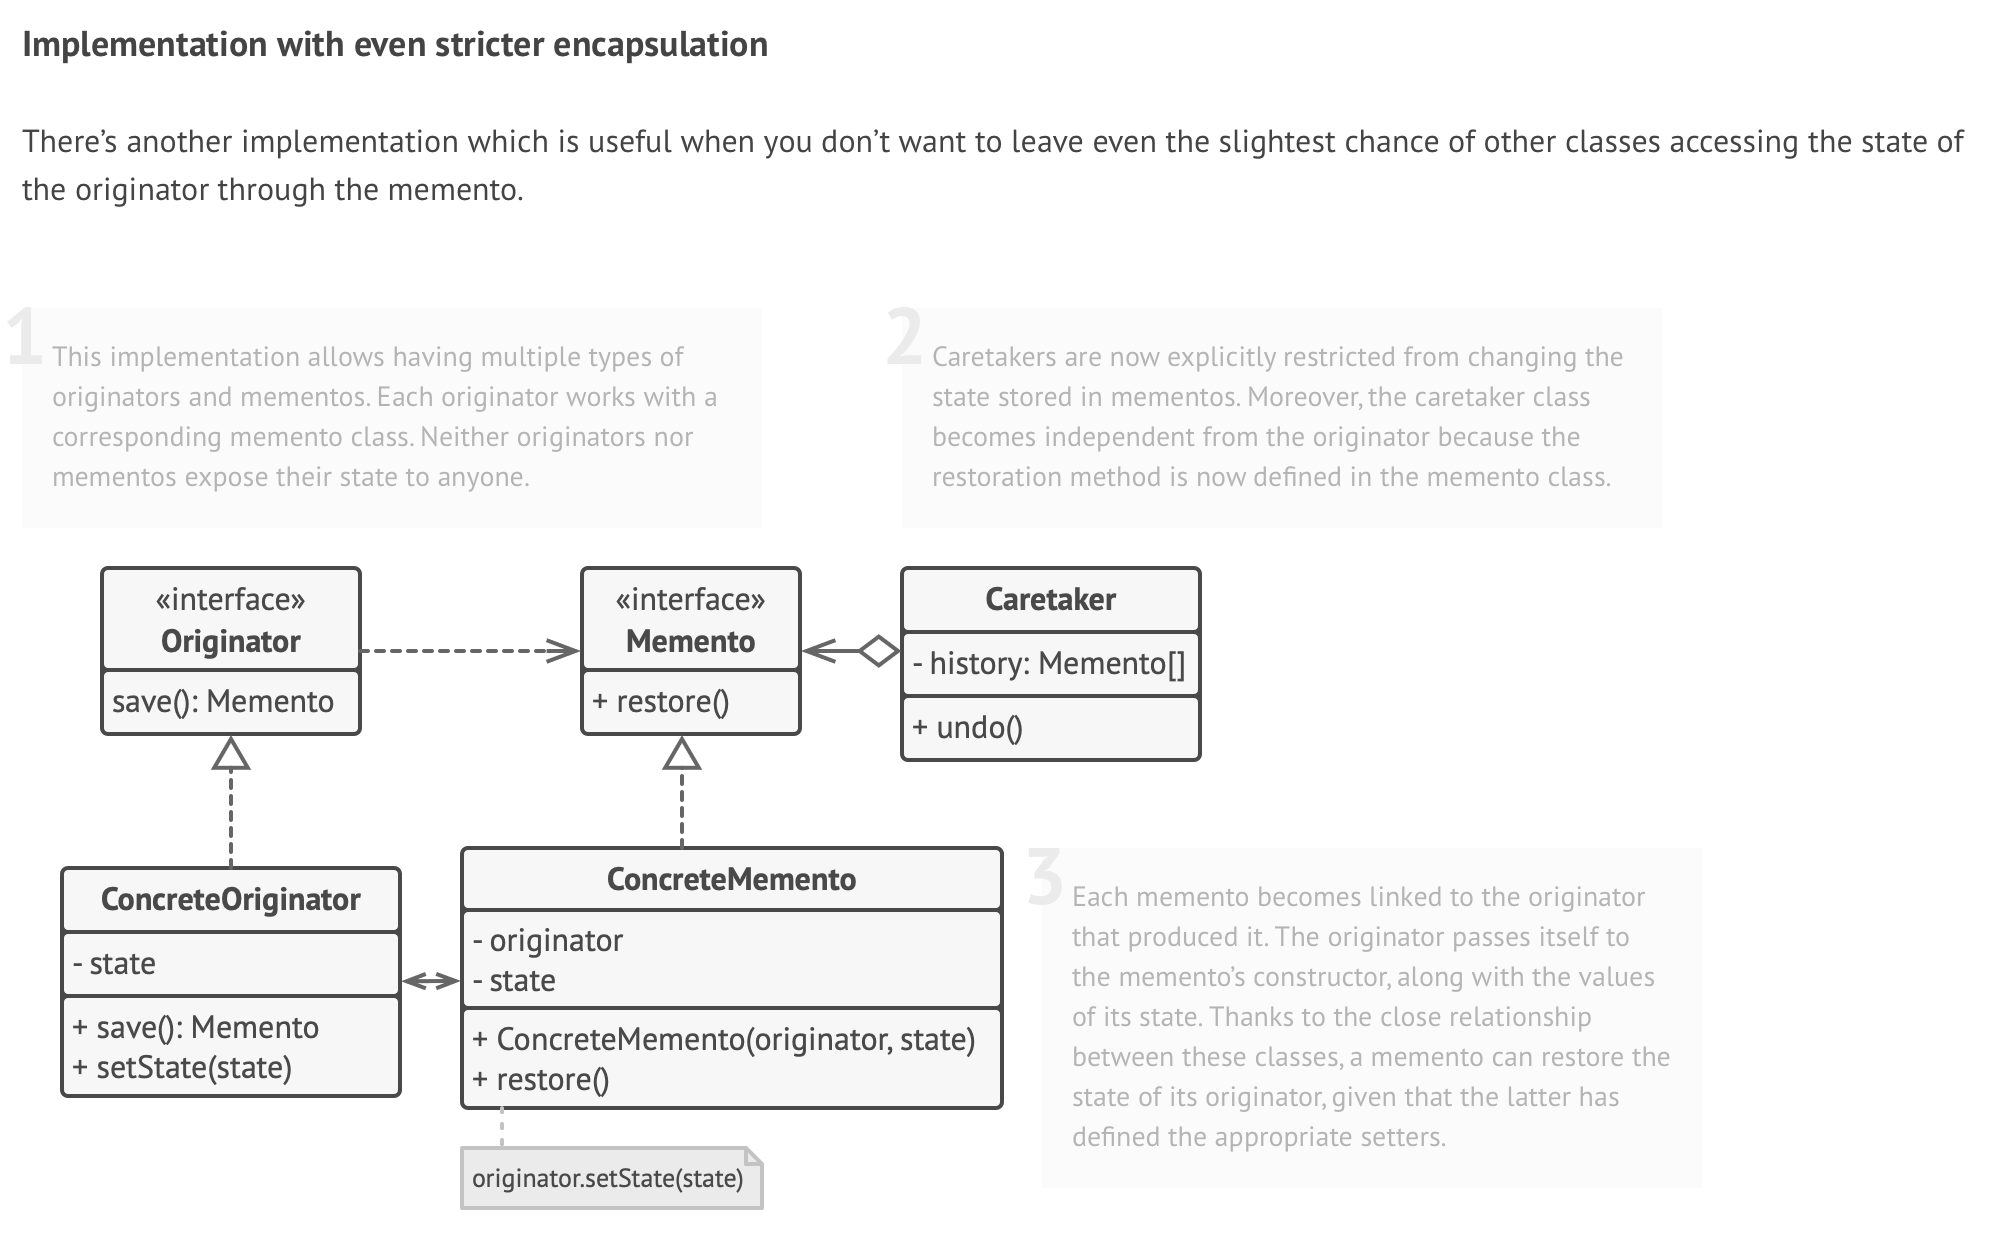 Implementation with even stricter encapsulation
There’s another implementation which is useful when you don’t want to leave even the slightest chance of other classes accessing the state of
the originator through the memento.
1
This implementation allows having multiple types of
originators and mementos. Each originator works with a
corresponding memento class. Neither originators nor
mementos expose their state to anyone.
2
Caretakers are now explicitly restricted from changing the
state stored in mementos. Moreover, the caretaker class
becomes independent from the originator because the
restoration method is now defined in the memento class.
«interface»
Originator
save(): Memento
«interface»
Memento
+ restore()
Caretaker
- history: Memento[]
+ undo()
ConcreteOriginator
- state
+ save(): Memento
+ setState(state)
ConcreteMemento
- originator
- state
+ ConcreteMemento(originator, state)
+ restore()
originator.setState(state)
3
Each memento becomes linked to the originator
that produced it. The originator passes itself to
the memento’s constructor, along with the values
of its state. Thanks to the close relationship
between these classes, a memento can restore the
state of its originator, given that the latter has
defined the appropriate setters.